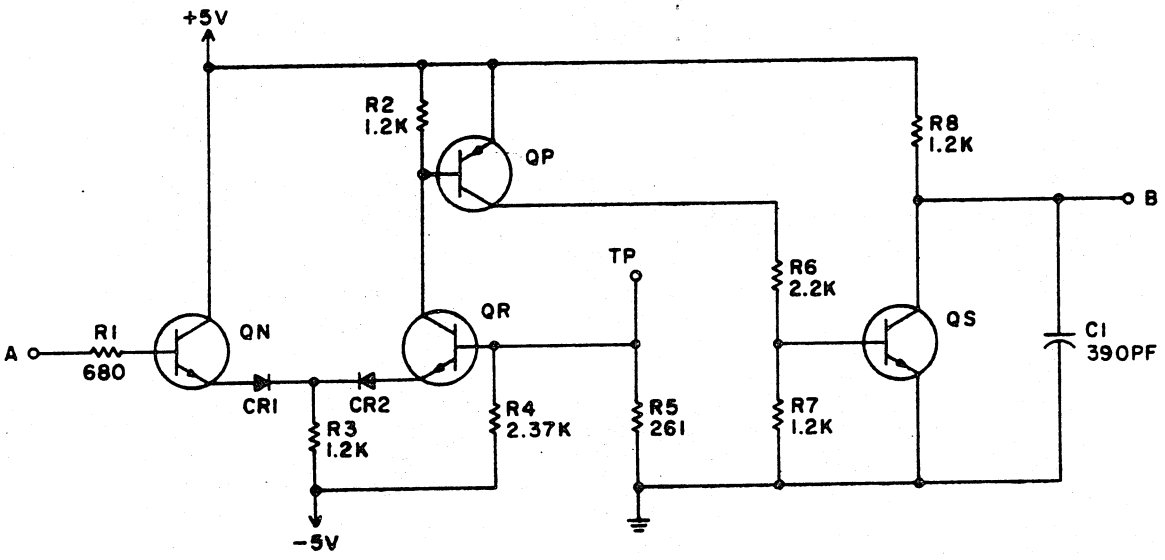 +5V
R2
1.2K
QP
R8
1.2K
B
TP
R6
2.2K
QR
QS
QN
R1
680
A
C1
390PF
CR1
CR2
R3
1.2K
R4
2.37K
R5
261
R7
1.2K
-5V